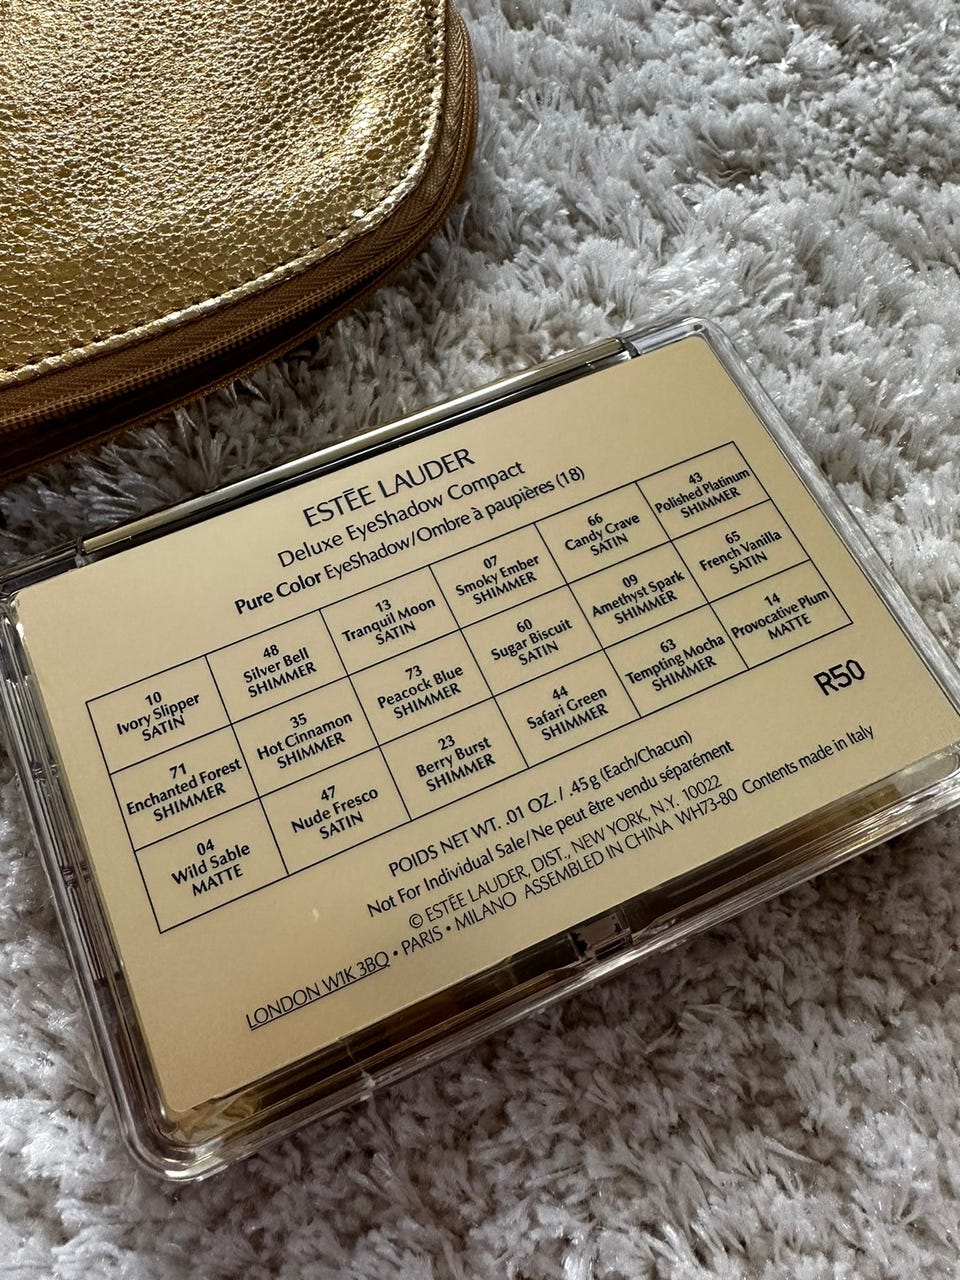 ESTĒE LAUDER
Deluxe EyeShadow Compact
Pure Color EyeShadow/Ombre à paupières (18)
10
Ivory Slipper
SATIN
48
Silver Bell
SHIMMER
13
Tranquil Moon
SATIN
07
Smoky Ember
SHIMMER
66
Candy Crave
SATIN
43
Polished Platinum
SHIMMER
71
Enchanted Forest
SHIMMER
35
Hot Cinnamon
SHIMMER
73
Peacock Blue
SHIMMER
60
Sugar Biscuit
SATIN
09
Amethyst Spark
SHIMMER
65
French Vanilla
SATIN
04
Wild Sable
MATTE
47
Nude Fresco
SATIN
23
Berry Burst
SHIMMER
44
Safari Green
SHIMMER
63
Tempting Mocha
SHIMMER
14
Provocative Plum
MATTE
R50
POIDS NET WT. .01 OZ./ .45g (Each/Chacun)
Not For Individual Sale/Ne peut être vendu séparément
© ESTĒE LAUDER, DIST., NEW YORK, N.Y. 10022
LONDON W1K 3BQ • PARIS • MILANO ASSEMBLED IN CHINA WH73-80 Contents made in Italy